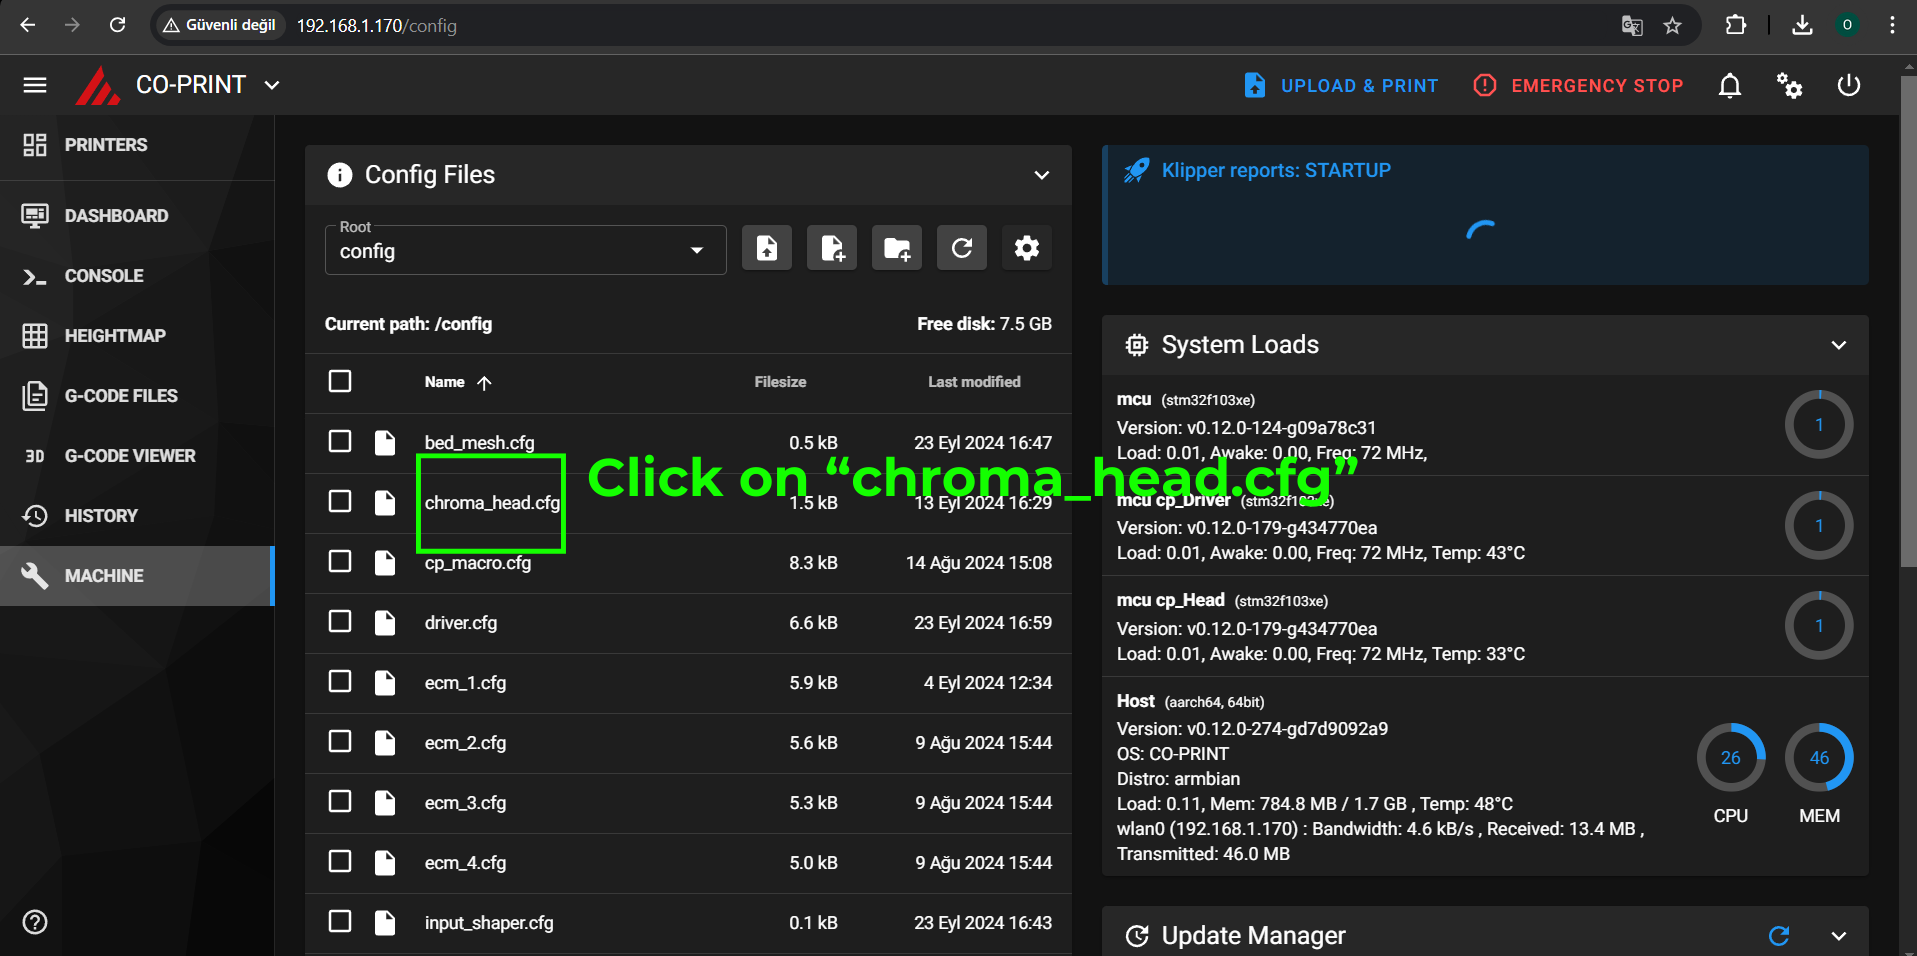 Güvenli değil
192.168.1.170/config
O
CO-PRINT
UPLOAD & PRINT
EMERGENCY STOP
PRINTERS
DASHBOARD
CONSOLE
HEIGHTMAP
G-CODE FILES
3D G-CODE VIEWER
HISTORY
MACHINE
Config Files
Root
config
Current path: /config
Free disk: 7.5 GB
Name Filesize Last modified
bed_mesh.cfg 0.5 kB 23 Eyl 2024 16:47
Click on “chroma_head.cfg”
chroma_head.cfg 1.5 kB 13 Eyl 2024 16:29
cp_macro.cfg 8.3 kB 14 Ağu 2024 15:08
driver.cfg 6.6 kB 23 Eyl 2024 16:59
ecm_1.cfg 5.9 kB 4 Eyl 2024 12:34
ecm_2.cfg 5.6 kB 9 Ağu 2024 15:44
ecm_3.cfg 5.3 kB 9 Ağu 2024 15:44
ecm_4.cfg 5.0 kB 9 Ağu 2024 15:44
input_shaper.cfg 0.1 kB 23 Eyl 2024 16:43
Klipper reports: STARTUP
System Loads
mcu (stm32f103xe)
Version: v0.12.0-124-g09a78c31
Load: 0.01, Awake: 0.00, Freq: 72 MHz,
1
mcu cp_Driver (stm32f103xe)
Version: v0.12.0-179-g434770ea
Load: 0.01, Awake: 0.00, Freq: 72 MHz, Temp: 43°C
1
mcu cp_Head (stm32f103xe)
Version: v0.12.0-179-g434770ea
Load: 0.01, Awake: 0.00, Freq: 72 MHz, Temp: 33°C
1
Host (aarch64, 64bit)
Version: v0.12.0-274-gd7d9092a9
OS: CO-PRINT
Distro: armbian
Load: 0.11, Mem: 784.8 MB / 1.7 GB , Temp: 48°C
wlan0 (192.168.1.170) : Bandwidth: 4.6 kB/s , Received: 13.4 MB ,
Transmitted: 46.0 MB
26 46
CPU MEM
Update Manager